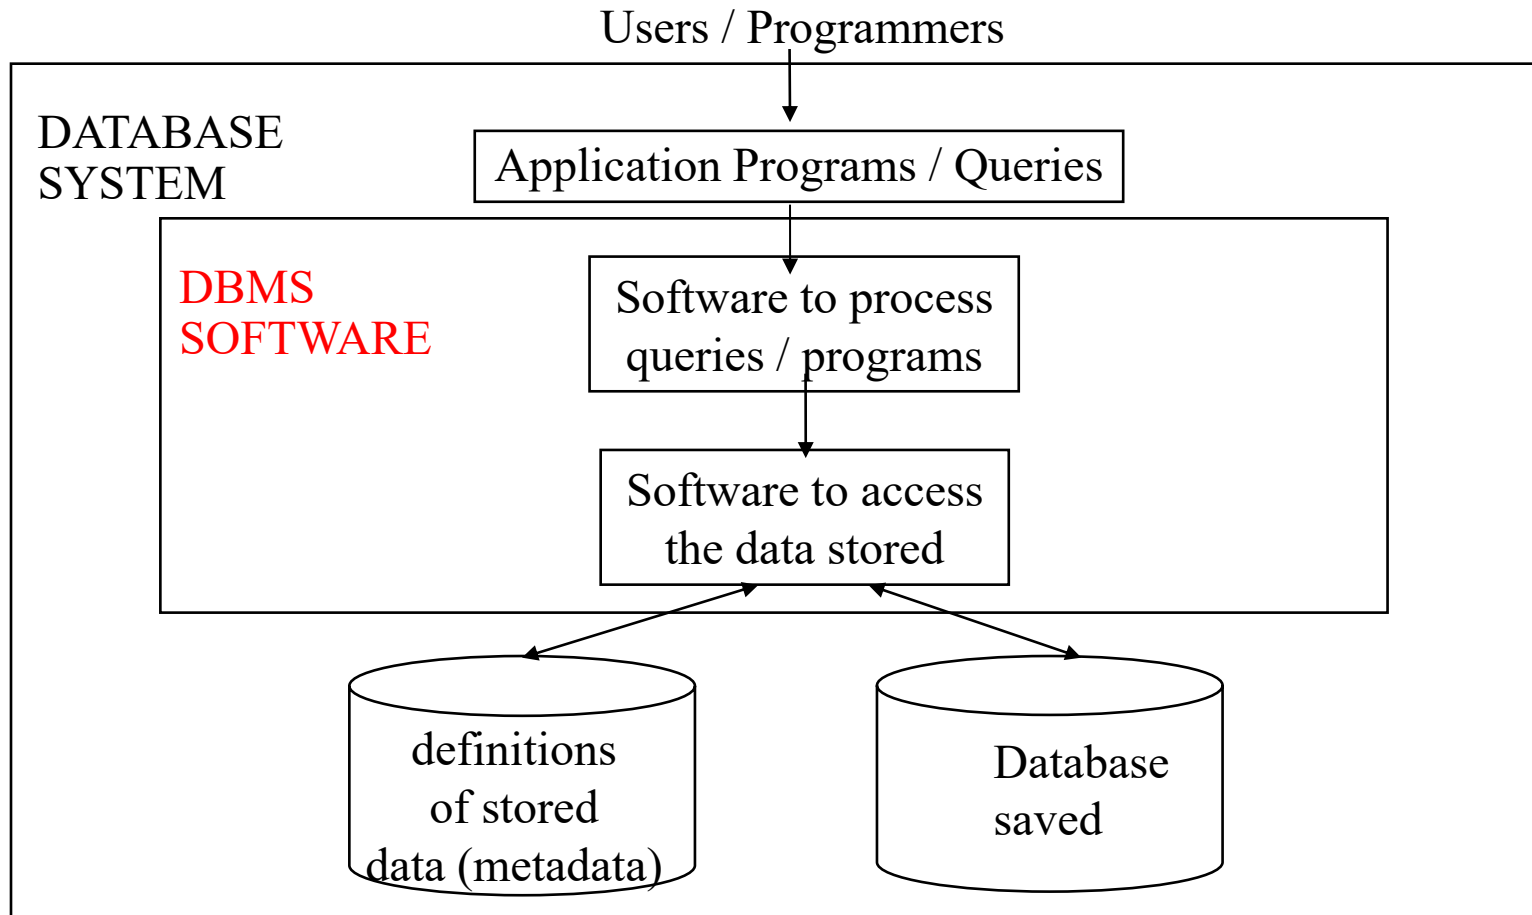 Users / Programmers
DATABASE
SYSTEM
Application Programs / Queries
DBMS
SOFTWARE
Software to process
queries / programs
Software to access
the data stored
definitions
of stored
data (metadata)
Database
saved